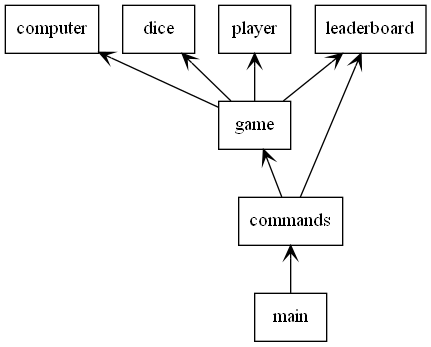 computer
dice
player
leaderboard
game
commands
main